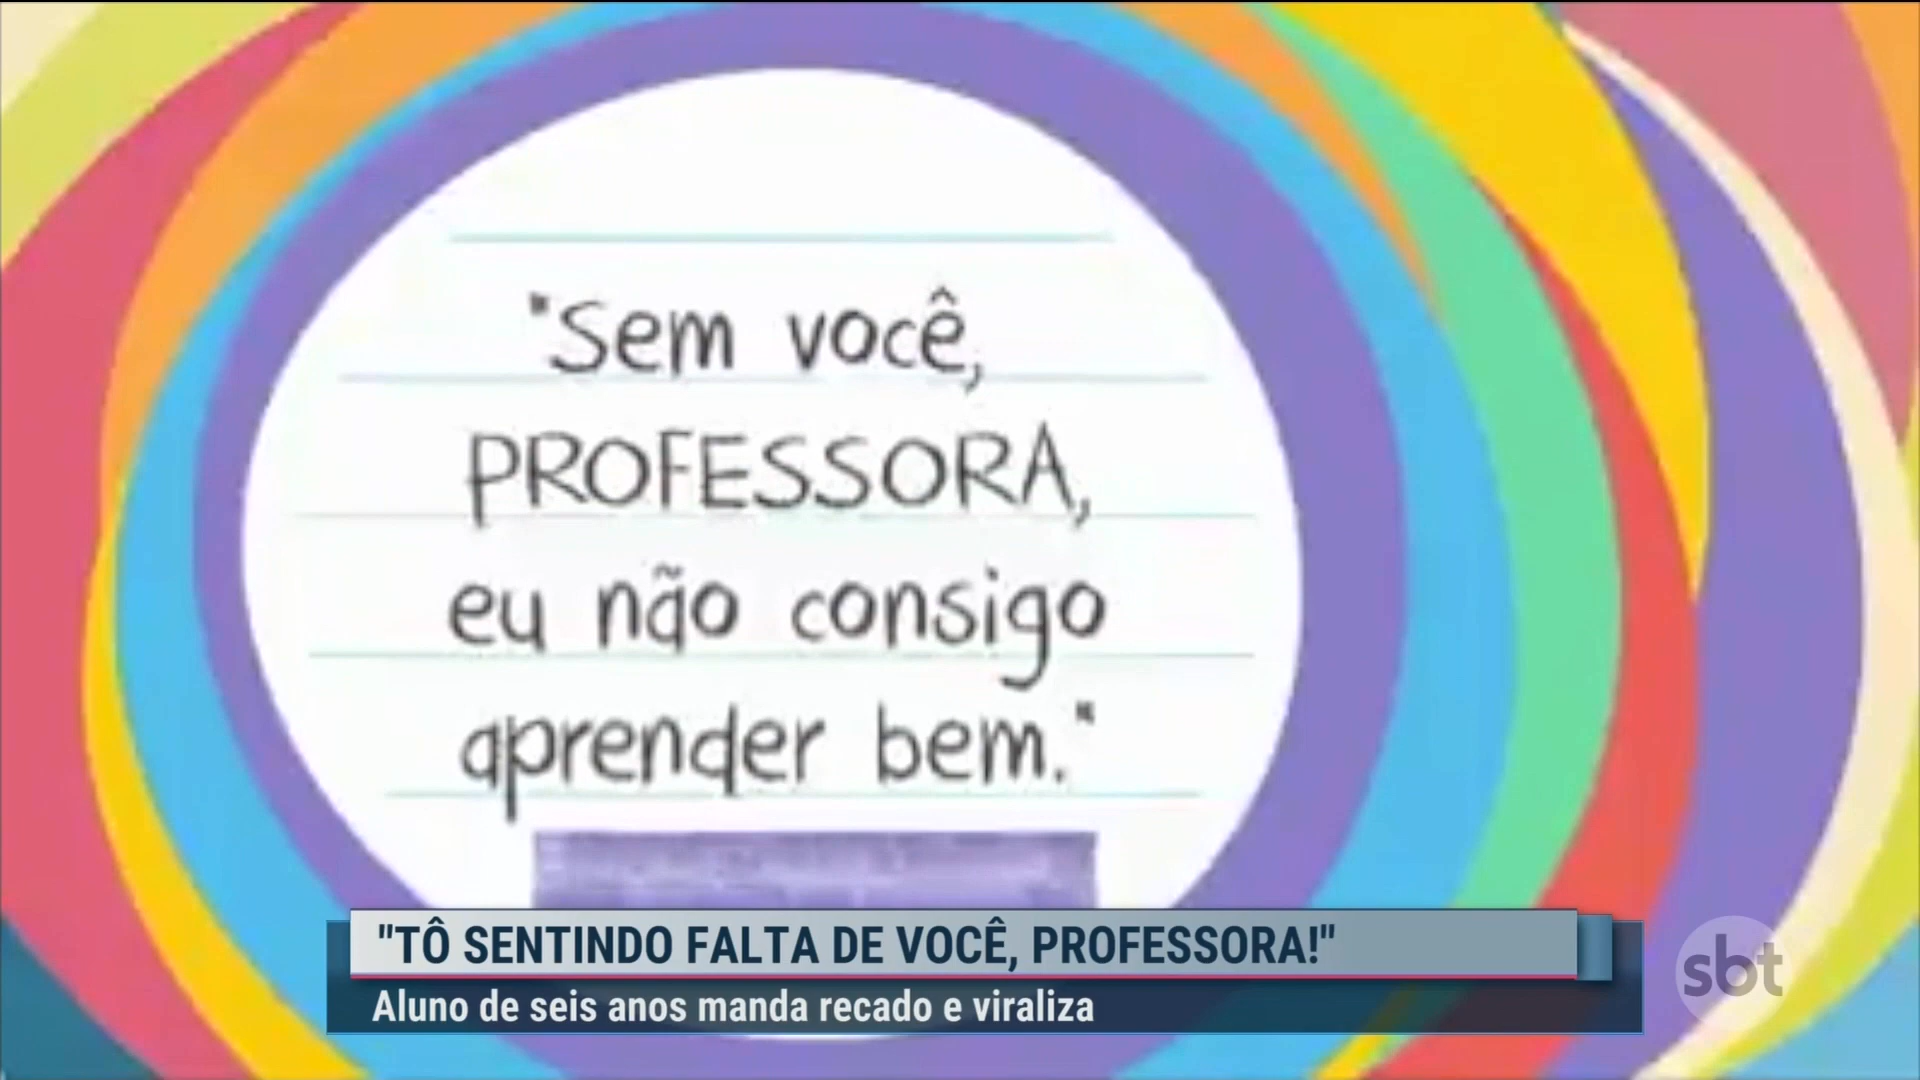 "Sem você,
PROFESSORA,
eu não consigo
aprender bem."
"TÔ SENTINDO FALTA DE VOCÊ, PROFESSORA!"
Aluno de seis anos manda recado e viraliza
sbt